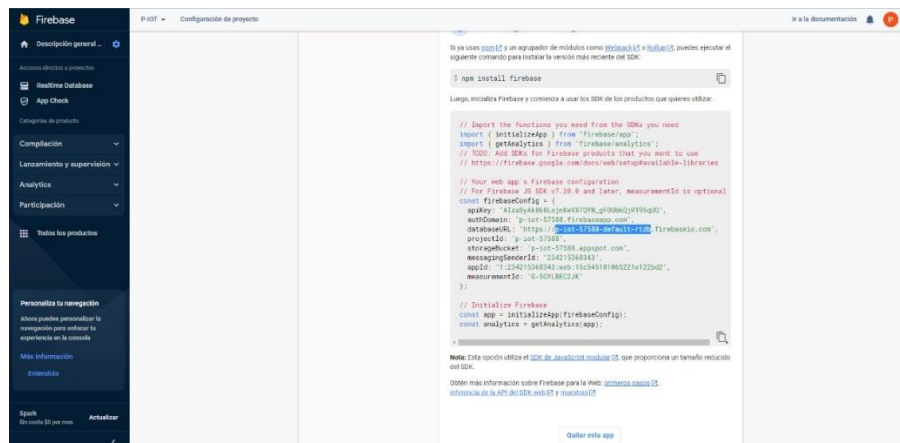 Firebase
P-IOT
Configuración de proyecto
Ir a la documentación
P
Descripción general ...
Accesos directos a proyectos
Realtime Database
App Check
Categorías de producto
Compilación
Lanzamiento y supervisión
Analytics
Participación
Todos los productos
Personaliza tu navegación
Ahora puedes personalizar la
navegación para enfocar tu
experiencia en la consola
Más información
Entendido
Spark
Sin costo $0 por mes
Actualizar
Si ya usas npm y un agrupador de módulos como Webpack o Rollup, puedes ejecutar el
siguiente comando para instalar la versión más reciente del SDK:
$ npm install firebase
Luego, inicializa Firebase y comienza a usar los SDK de los productos que quieres utilizar.
// Import the functions you need from the SDKs you need
import { initializeApp } from "firebase/app";
import { getAnalytics } from "firebase/analytics";
// TODO: Add SDKs for Firebase products that you want to use
// https://firebase.google.com/docs/web/setup#available-libraries
// Your web app's Firebase configuration
// For Firebase JS SDK v7.20.0 and later, measurementId is optional
const firebaseConfig = {
apiKey:
authDomain: "p-iot-57588.firebaseapp.com",
databaseURL: "https://p-iot-57588-default-rtdb.firebaseio.com",
projectId: "p-iot-57588",
storageBucket: "p-iot-57588.appspot.com",
messagingSenderId: "234215368343",
appId:
measurementId:
};
// Initialize Firebase
const app = initializeApp(firebaseConfig);
const analytics = getAnalytics(app);
Nota: Esta opción utiliza el SDK de JavaScript modular, que proporciona un tamaño reducido
del SDK.
Obtén más información sobre Firebase para la Web: primeros pasos,
referencia de la API del SDK web y muestras
Quitar esta app